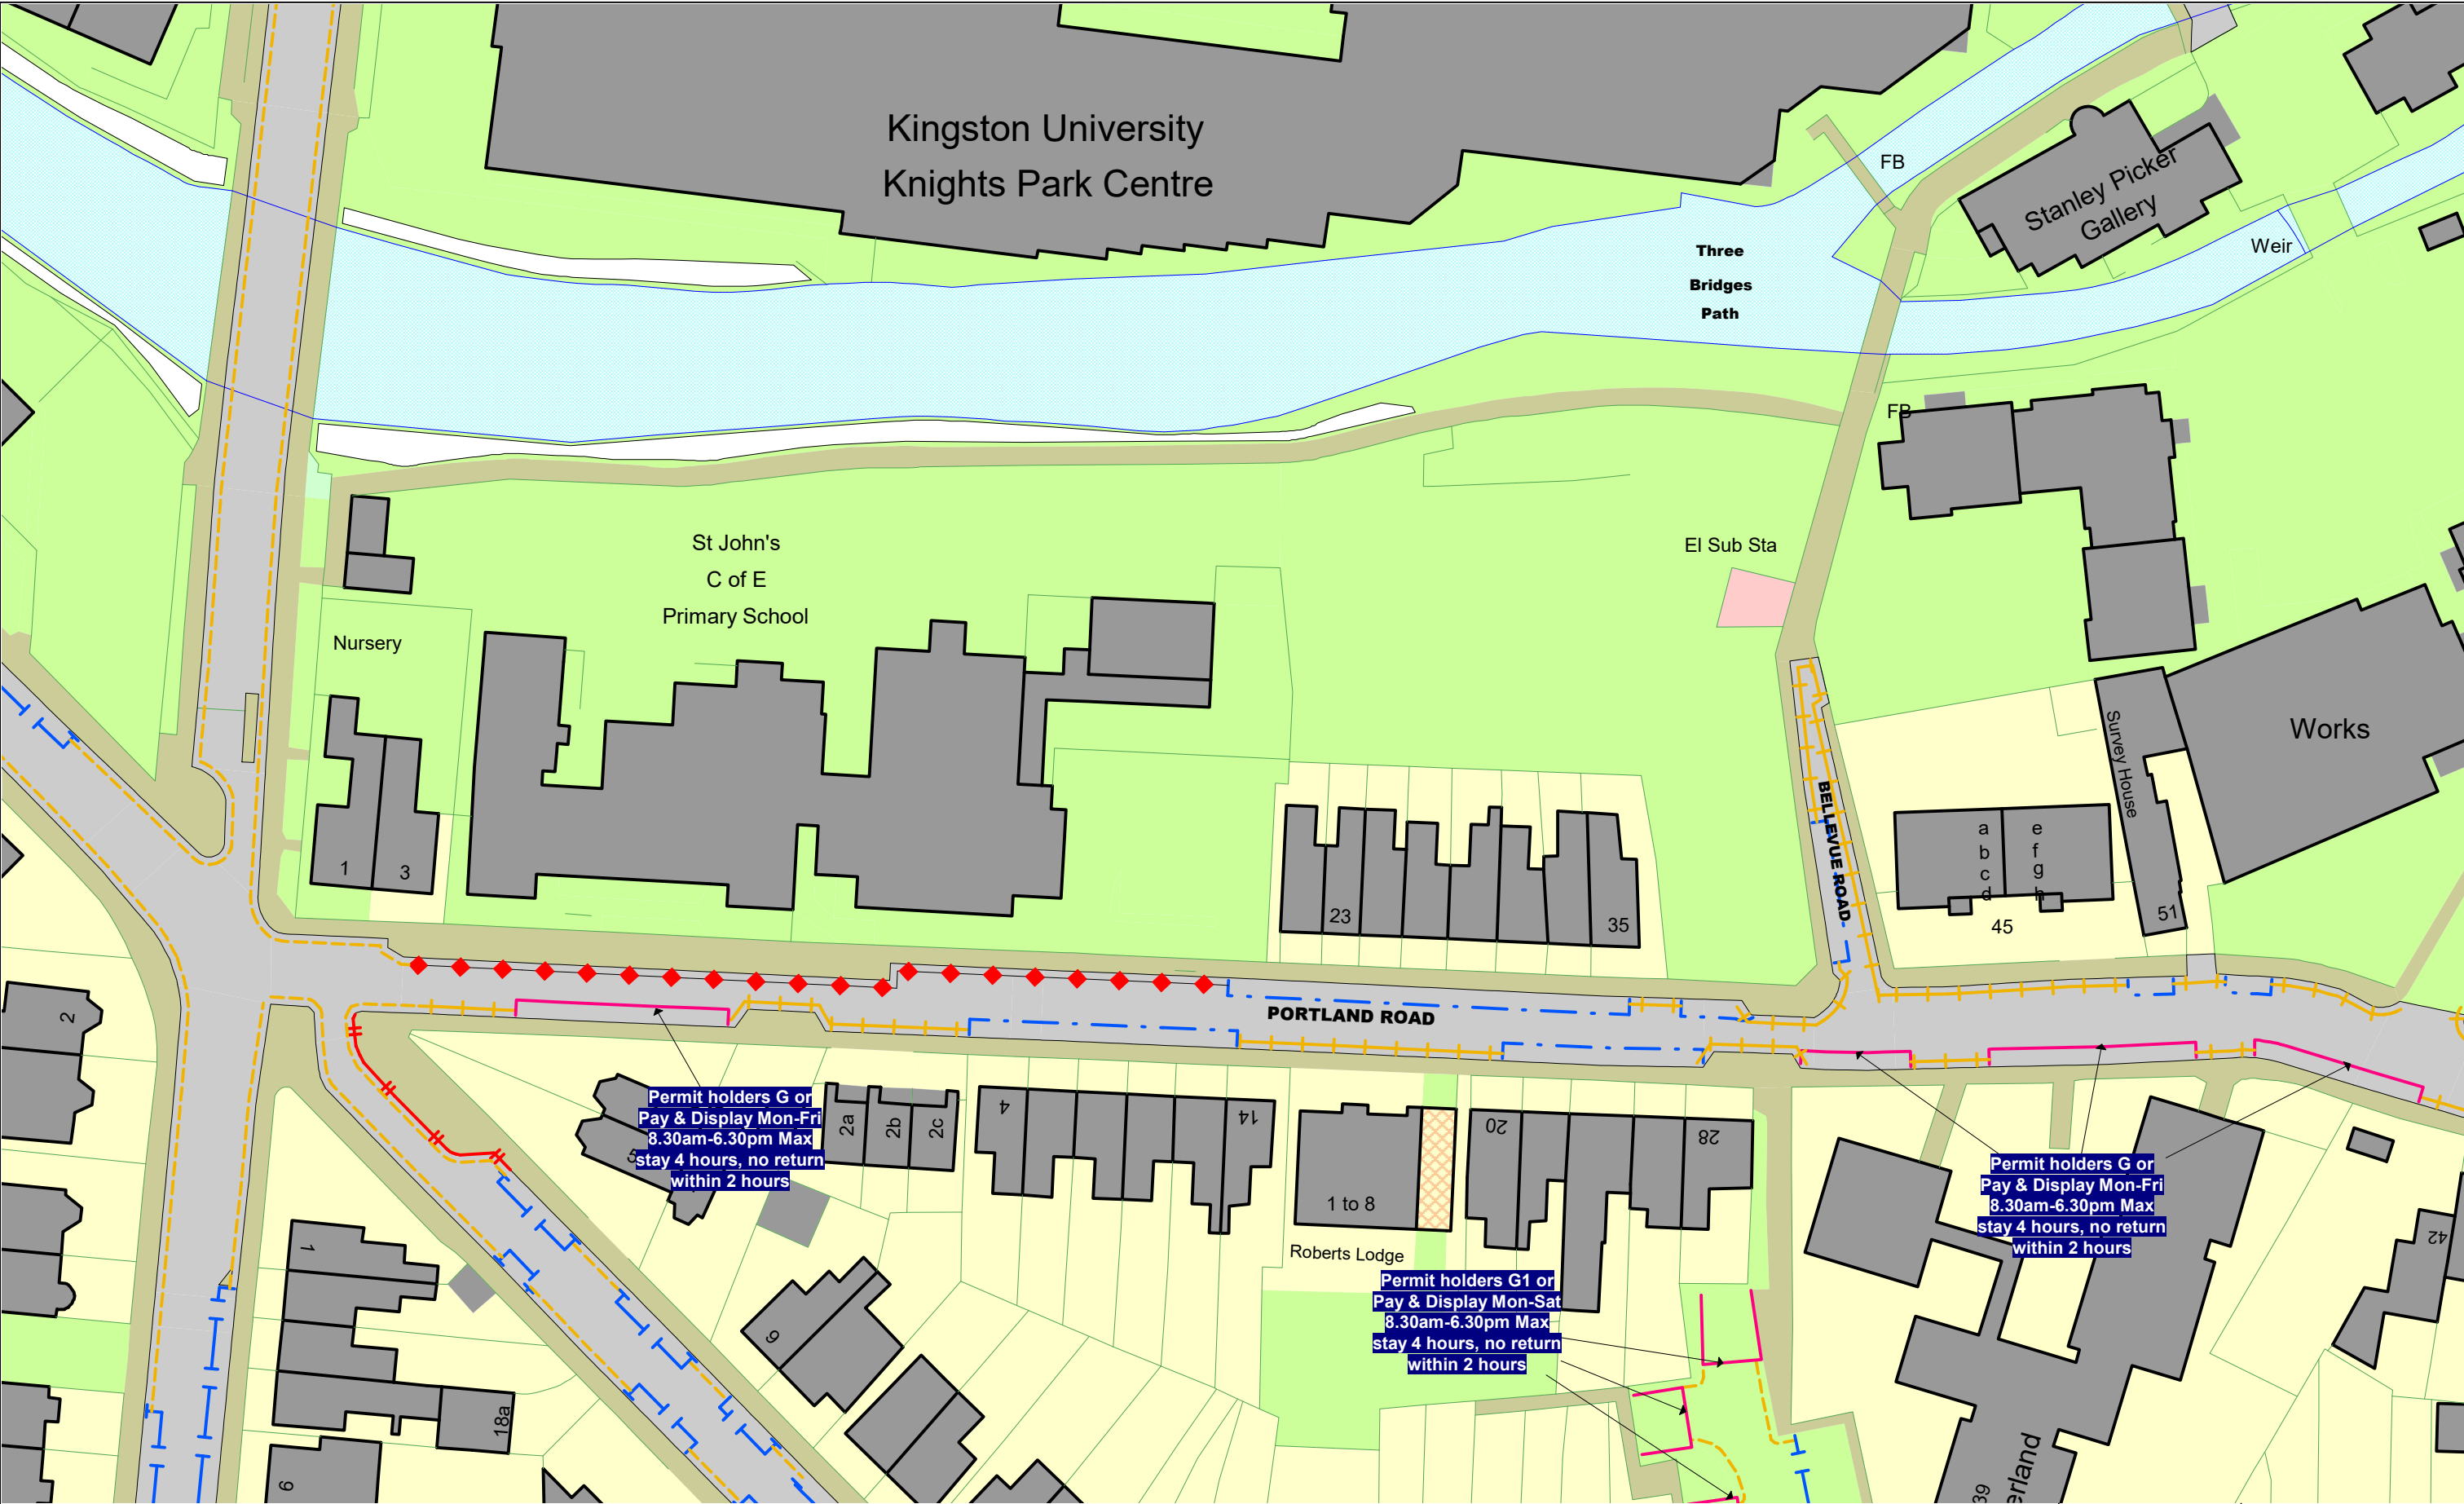 Kingston University
Knights Park Centre
FB
Stanley Picker
Gallery
Weir
Three
Bridges
Path
FB
El Sub Sta
St John's
C of E
Primary School
Nursery
Works
Survey House
BELLEVUE ROAD
1
3
23
35
a
b
c
d
e
f
g
h
45
51
PORTLAND ROAD
2
Permit holders G or
Pay & Display Mon-Fri
8.30am-6.30pm Max
stay 4 hours, no return
within 2 hours
5
2a
2b
2c
4
14
1 to 8
Roberts Lodge
20
28
Permit holders G or
Pay & Display Mon-Fri
8.30am-6.30pm Max
stay 4 hours, no return
within 2 hours
42
Permit holders G1 or
Pay & Display Mon-Sat
8.30am-6.30pm Max
stay 4 hours, no return
within 2 hours
1
18a
9
39
erland